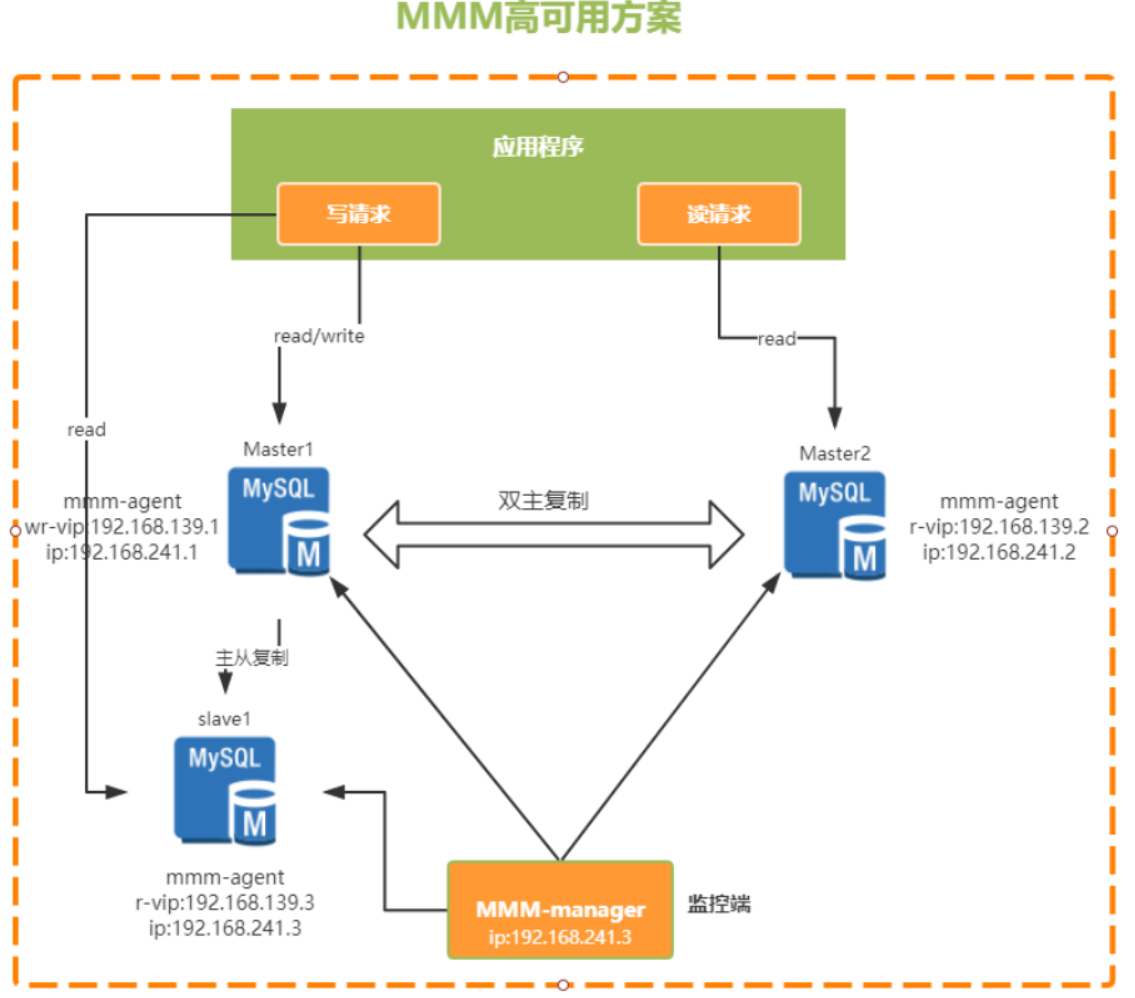 MMM高可用方案
应用程序
写请求
读请求
read/write
read
read
Master1
MySQL
M
mmm-agent
wr-vip:192.168.139.1
ip:192.168.241.1
双主复制
Master2
MySQL
M
mmm-agent
r-vip:192.168.139.2
ip:192.168.241.2
主从复制
slave1
MySQL
M
mmm-agent
r-vip:192.168.139.3
ip:192.168.241.3
MMM-manager
ip:192.168.241.3
监控端